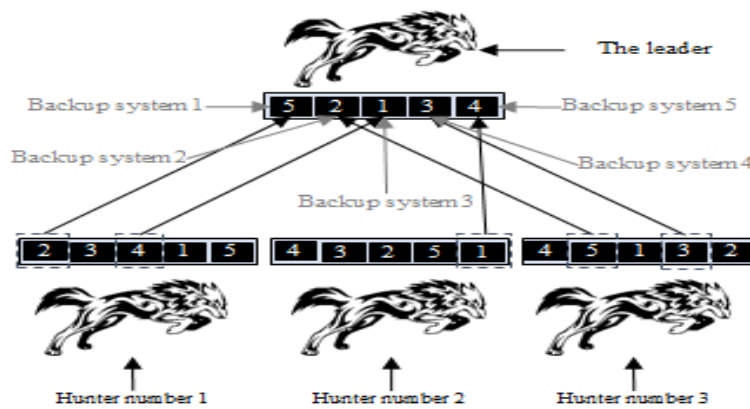 The leader
Backup system 1
5 2 1 3 4
Backup system 5
Backup system 2
Backup system 4
Backup system 3
2 3 4 1 5
4 3 2 5 1
4 5 1 3 2
Hunter number 1
Hunter number 2
Hunter number 3